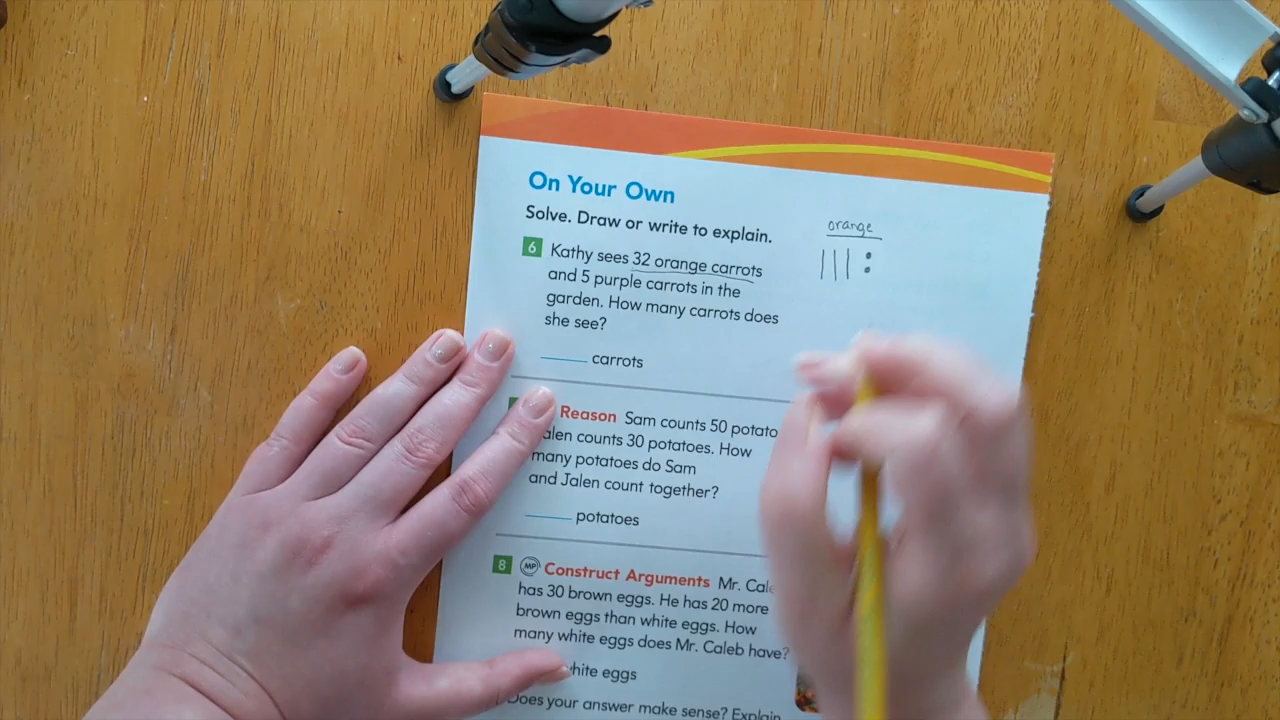 On Your Own
Solve. Draw or write to explain.
orange
6 Kathy sees 32 orange carrots
and 5 purple carrots in the
garden. How many carrots does
she see?
carrots
Reason Sam counts 50 potato
alen counts 30 potatoes. How
many potatoes do Sam
and Jalen count together?
potatoes
8 MP Construct Arguments Mr. Cale
has 30 brown eggs. He has 20 more
brown eggs than white eggs. How
many white eggs does Mr. Caleb have?
white eggs
Does your answer make sense? Explain